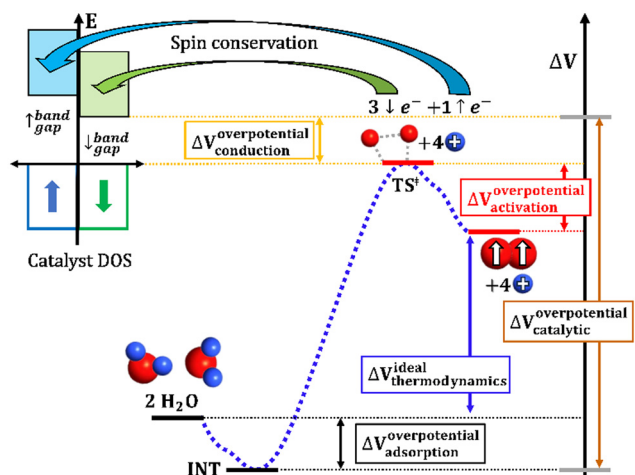 E
Spin conservation
ΔV
3 ↓ e⁻ +1 ↑ e⁻
↑band gap
↓band gap
ΔV overpotential conduction
+4 +
TS‡
ΔV overpotential activation
Catalyst DOS
+4 +
ΔV overpotential catalytic
ΔV ideal thermodynamics
2 H₂O
ΔV overpotential adsorption
INT